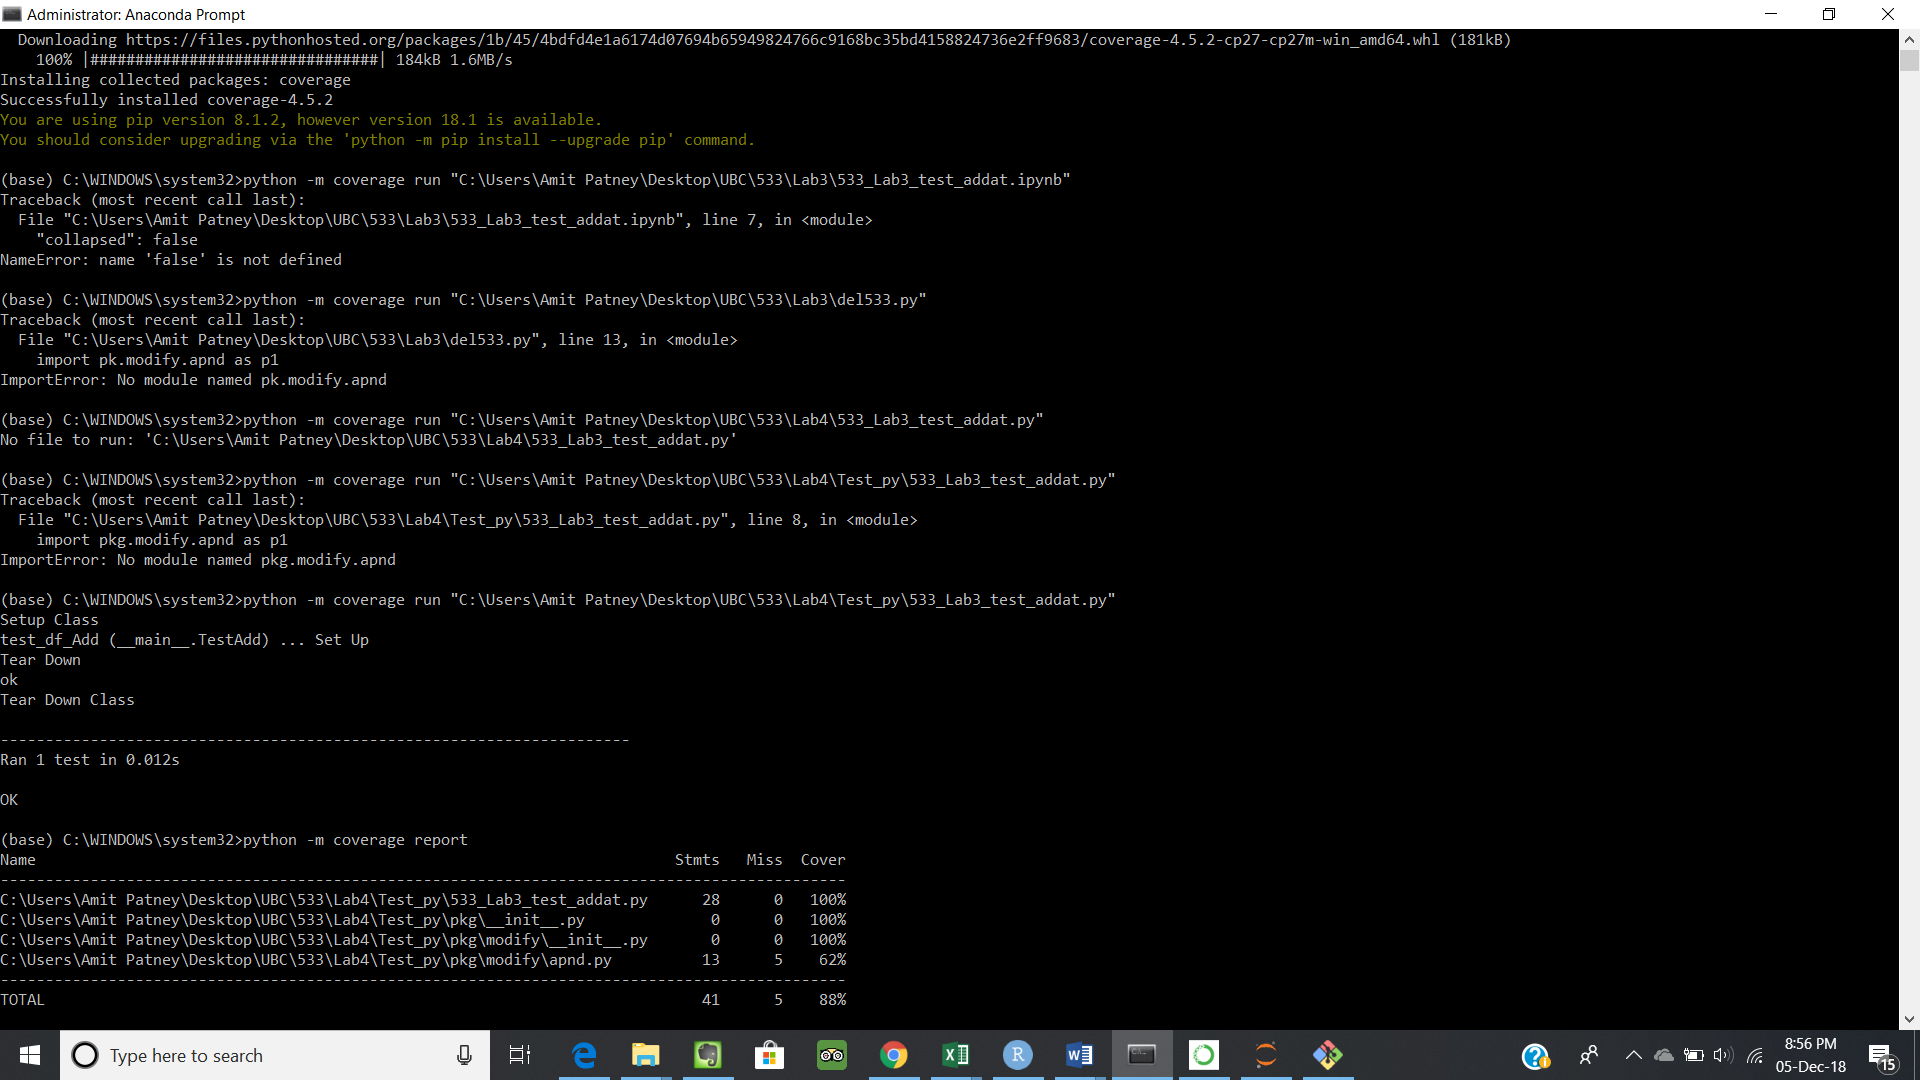 Administrator: Anaconda Prompt
  Downloading https://files.pythonhosted.org/packages/1b/45/4bdfd4e1a6174d07694b65949824766c9168bc35bd4158824736e2ff9683/coverage-4.5.2-cp27-cp27m-win_amd64.whl (181kB)
    100% |################################| 184kB 1.6MB/s
Installing collected packages: coverage
Successfully installed coverage-4.5.2
You are using pip version 8.1.2, however version 18.1 is available.
You should consider upgrading via the 'python -m pip install --upgrade pip' command.
(base) C:\WINDOWS\system32>python -m coverage run "C:\Users\Amit Patney\Desktop\UBC\533\Lab3\533_Lab3_test_addat.ipynb"
Traceback (most recent call last):
  File "C:\Users\Amit Patney\Desktop\UBC\533\Lab3\533_Lab3_test_addat.ipynb", line 7, in <module>
    "collapsed": false
NameError: name 'false' is not defined
(base) C:\WINDOWS\system32>python -m coverage run "C:\Users\Amit Patney\Desktop\UBC\533\Lab3\del533.py"
Traceback (most recent call last):
  File "C:\Users\Amit Patney\Desktop\UBC\533\Lab3\del533.py", line 13, in <module>
    import pk.modify.apnd as p1
ImportError: No module named pk.modify.apnd
(base) C:\WINDOWS\system32>python -m coverage run "C:\Users\Amit Patney\Desktop\UBC\533\Lab4\533_Lab3_test_addat.py"
No file to run: 'C:\Users\Amit Patney\Desktop\UBC\533\Lab4\533_Lab3_test_addat.py'
(base) C:\WINDOWS\system32>python -m coverage run "C:\Users\Amit Patney\Desktop\UBC\533\Lab4\Test_py\533_Lab3_test_addat.py"
Traceback (most recent call last):
  File "C:\Users\Amit Patney\Desktop\UBC\533\Lab4\Test_py\533_Lab3_test_addat.py", line 8, in <module>
    import pkg.modify.apnd as p1
ImportError: No module named pkg.modify.apnd
(base) C:\WINDOWS\system32>python -m coverage run "C:\Users\Amit Patney\Desktop\UBC\533\Lab4\Test_py\533_Lab3_test_addat.py"
Setup Class
test_df_Add (__main__.TestAdd) ... Set Up
Tear Down
ok
Tear Down Class
----------------------------------------------------------------------
Ran 1 test in 0.012s
OK
(base) C:\WINDOWS\system32>python -m coverage report
Name                                                                       Stmts   Miss  Cover
----------------------------------------------------------------------------------------------
C:\Users\Amit Patney\Desktop\UBC\533\Lab4\Test_py\533_Lab3_test_addat.py      28      0   100%
C:\Users\Amit Patney\Desktop\UBC\533\Lab4\Test_py\pkg\__init__.py              0      0   100%
C:\Users\Amit Patney\Desktop\UBC\533\Lab4\Test_py\pkg\modify\__init__.py       0      0   100%
C:\Users\Amit Patney\Desktop\UBC\533\Lab4\Test_py\pkg\modify\apnd.py          13      5    62%
----------------------------------------------------------------------------------------------
TOTAL                                                                         41      5    88%
Type here to search
8:56 PM
05-Dec-18
15